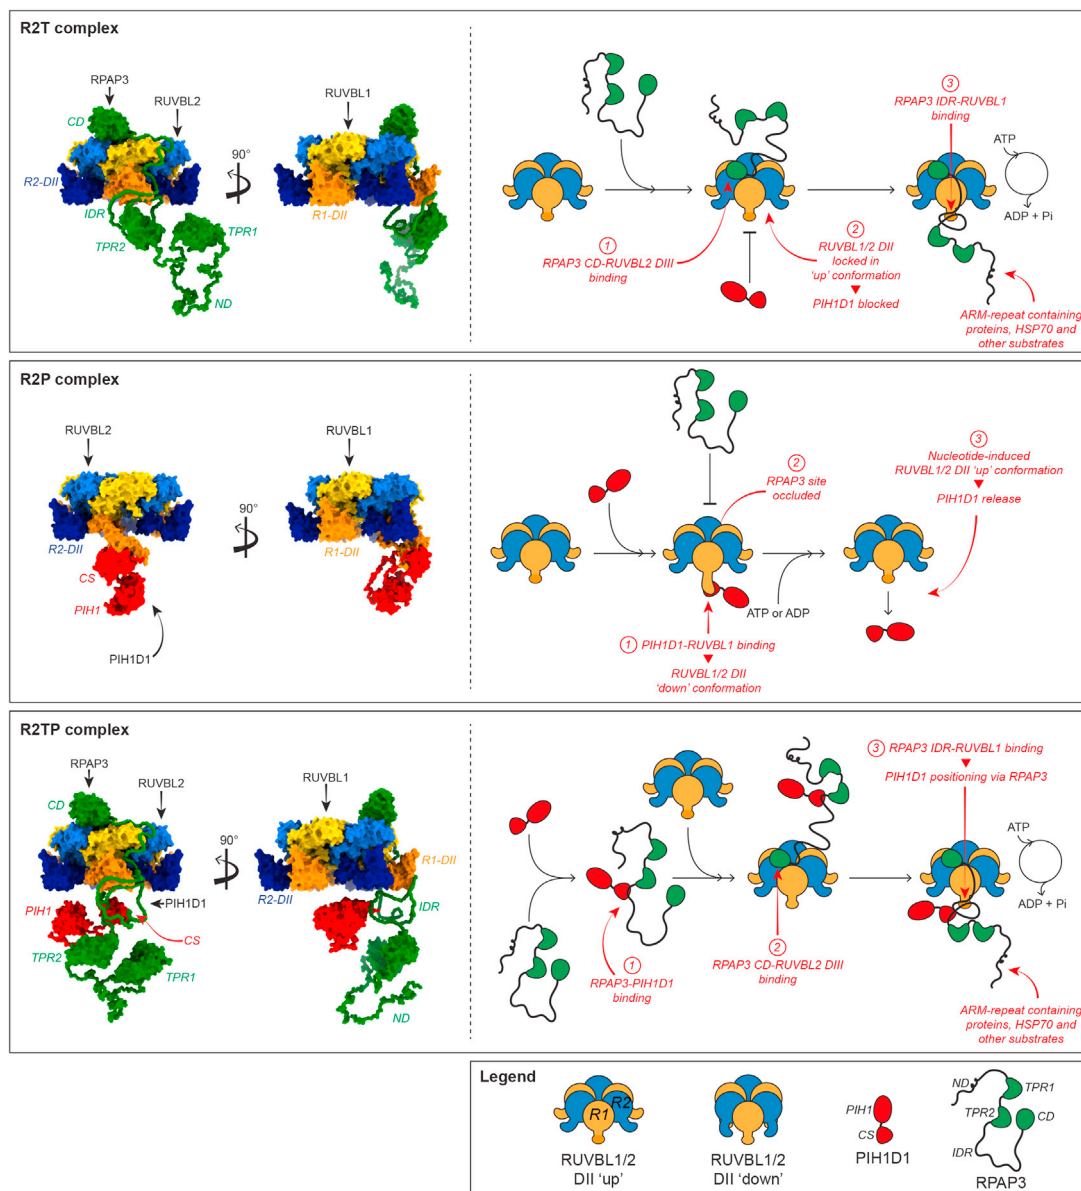 R2T complex
RPAP3
RUVBL2
CD
R2-DII
IDR
TPR2
TPR1
ND
90°
RUVBL1
R1-DII
1
RPAP3 CD-RUVBL2 DIII
binding
2
RUVBL1/2 DII
locked in
'up' conformation
PIH1D1 blocked
3
RPAP3 IDR-RUVBL1
binding
ATP
ADP + Pi
ARM-repeat containing
proteins, HSP70 and
other substrates
R2P complex
RUVBL2
R2-DII
CS
PIH1
PIH1D1
90°
RUVBL1
R1-DII
1 PIH1D1-RUVBL1 binding
RUVBL1/2 DII
'down' conformation
2
RPAP3 site
occluded
ATP or ADP
3
Nucleotide-induced
RUVBL1/2 DII 'up' conformation
PIH1D1 release
R2TP complex
RPAP3
RUVBL2
CD
PIH1D1
PIH1
CS
TPR2
TPR1
90°
RUVBL1
R1-DII
R2-DII
IDR
ND
1
RPAP3-PIH1D1
binding
2
RPAP3 CD-RUVBL2 DIII
binding
3 RPAP3 IDR-RUVBL1 binding
PIH1D1 positioning via RPAP3
ATP
ADP + Pi
ARM-repeat containing
proteins, HSP70 and
other substrates
Legend
R1
R2
RUVBL1/2
DII 'up'
RUVBL1/2
DII 'down'
PIH1
CS
PIH1D1
ND
TPR1
TPR2
CD
IDR
RPAP3